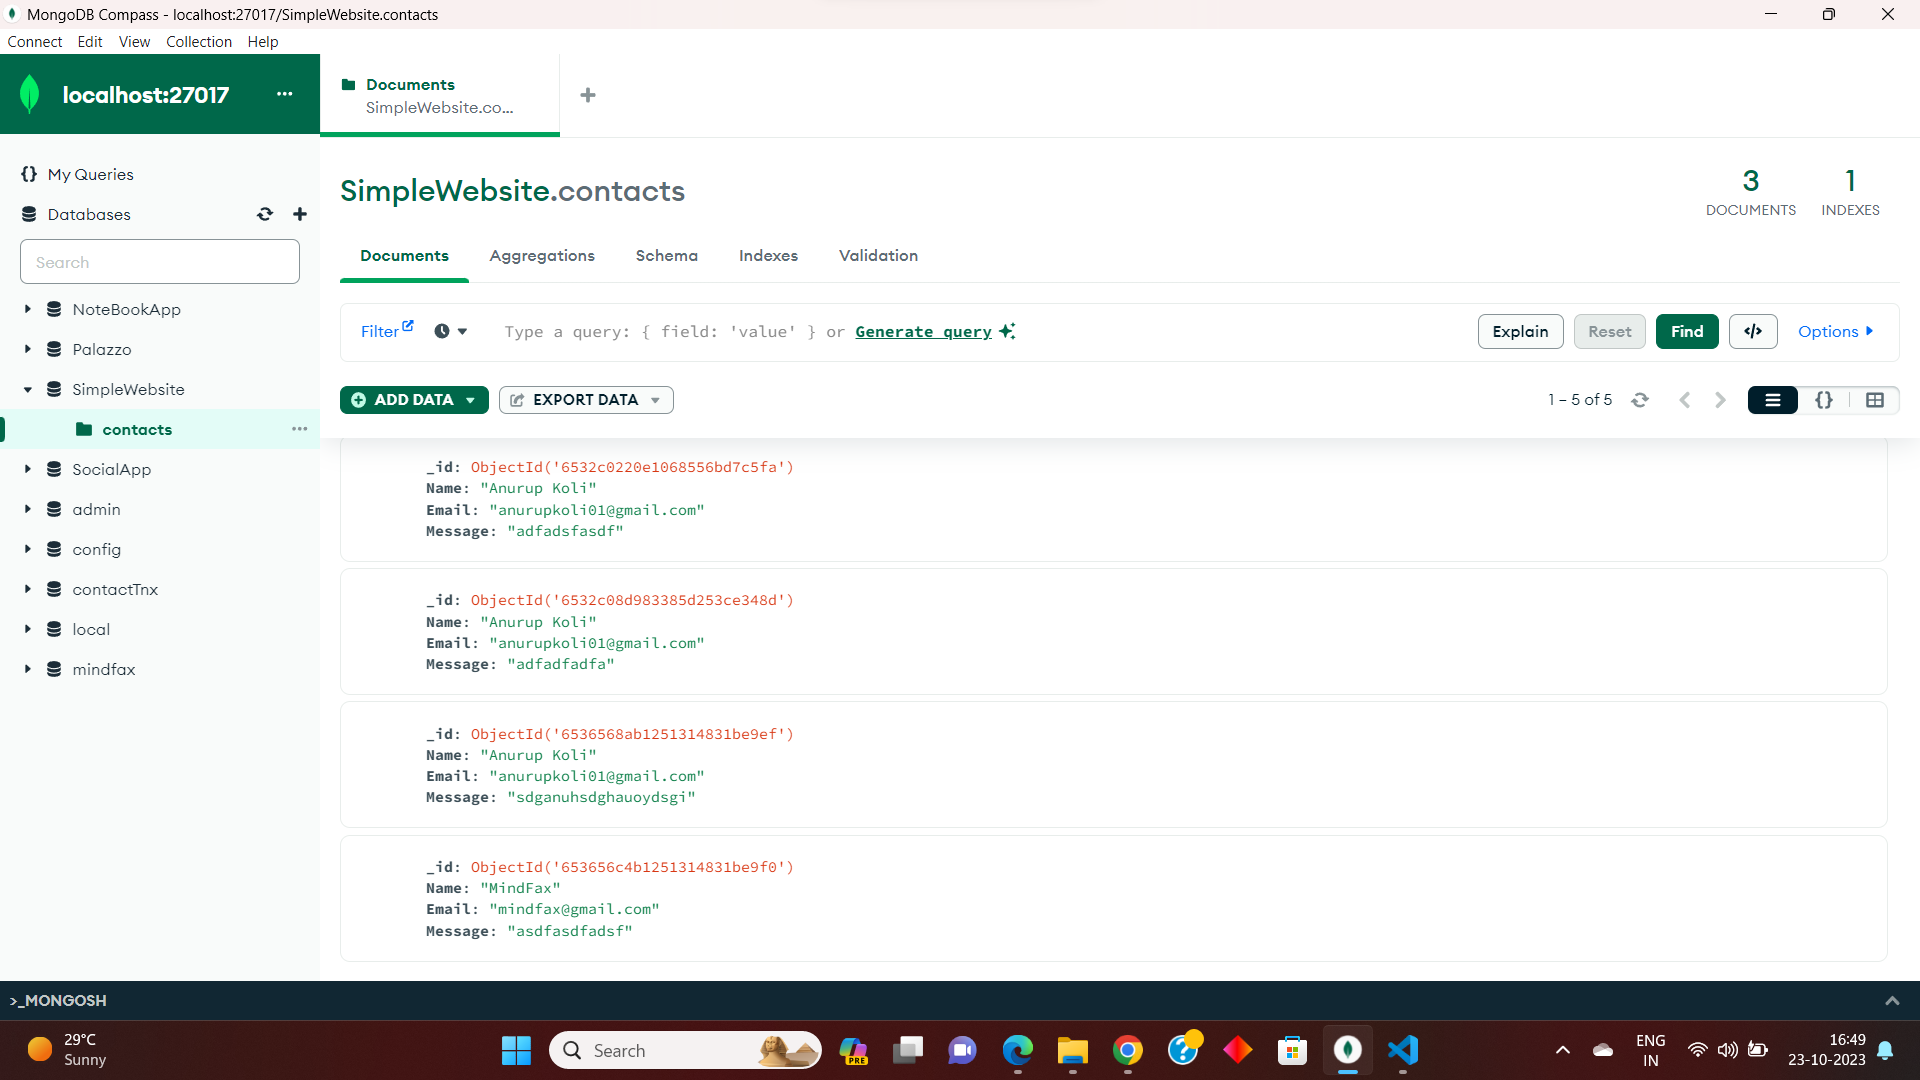 MongoDB Compass - localhost:27017/SimpleWebsite.contacts
Connect Edit View Collection Help
localhost:27017
Documents
SimpleWebsite.co...
My Queries
Databases
Search
NoteBookApp
Palazzo
SimpleWebsite
contacts
SocialApp
admin
config
contactTnx
local
mindfax
SimpleWebsite.contacts
3
DOCUMENTS
1
INDEXES
Documents Aggregations Schema Indexes Validation
Filter Type a query: { field: 'value' } or Generate query Explain Reset Find </> Options
ADD DATA EXPORT DATA 1 – 5 of 5 {}
_id: ObjectId('6532c0220e1068556bd7c5fa')
Name: "Anurup Koli"
Email: "anurupkoli01@gmail.com"
Message: "adfadsfasdf"
_id: ObjectId('6532c08d983385d253ce348d')
Name: "Anurup Koli"
Email: "anurupkoli01@gmail.com"
Message: "adfadfadfa"
_id: ObjectId('6536568ab1251314831be9ef')
Name: "Anurup Koli"
Email: "anurupkoli01@gmail.com"
Message: "sdganuhsdghauoydsgi"
_id: ObjectId('653656c4b1251314831be9f0')
Name: "MindFax"
Email: "mindfax@gmail.com"
Message: "asdfasdfadsf"
>_MONGOSH
29°C
Sunny
Search
PRE
ENG
IN
16:49
23-10-2023